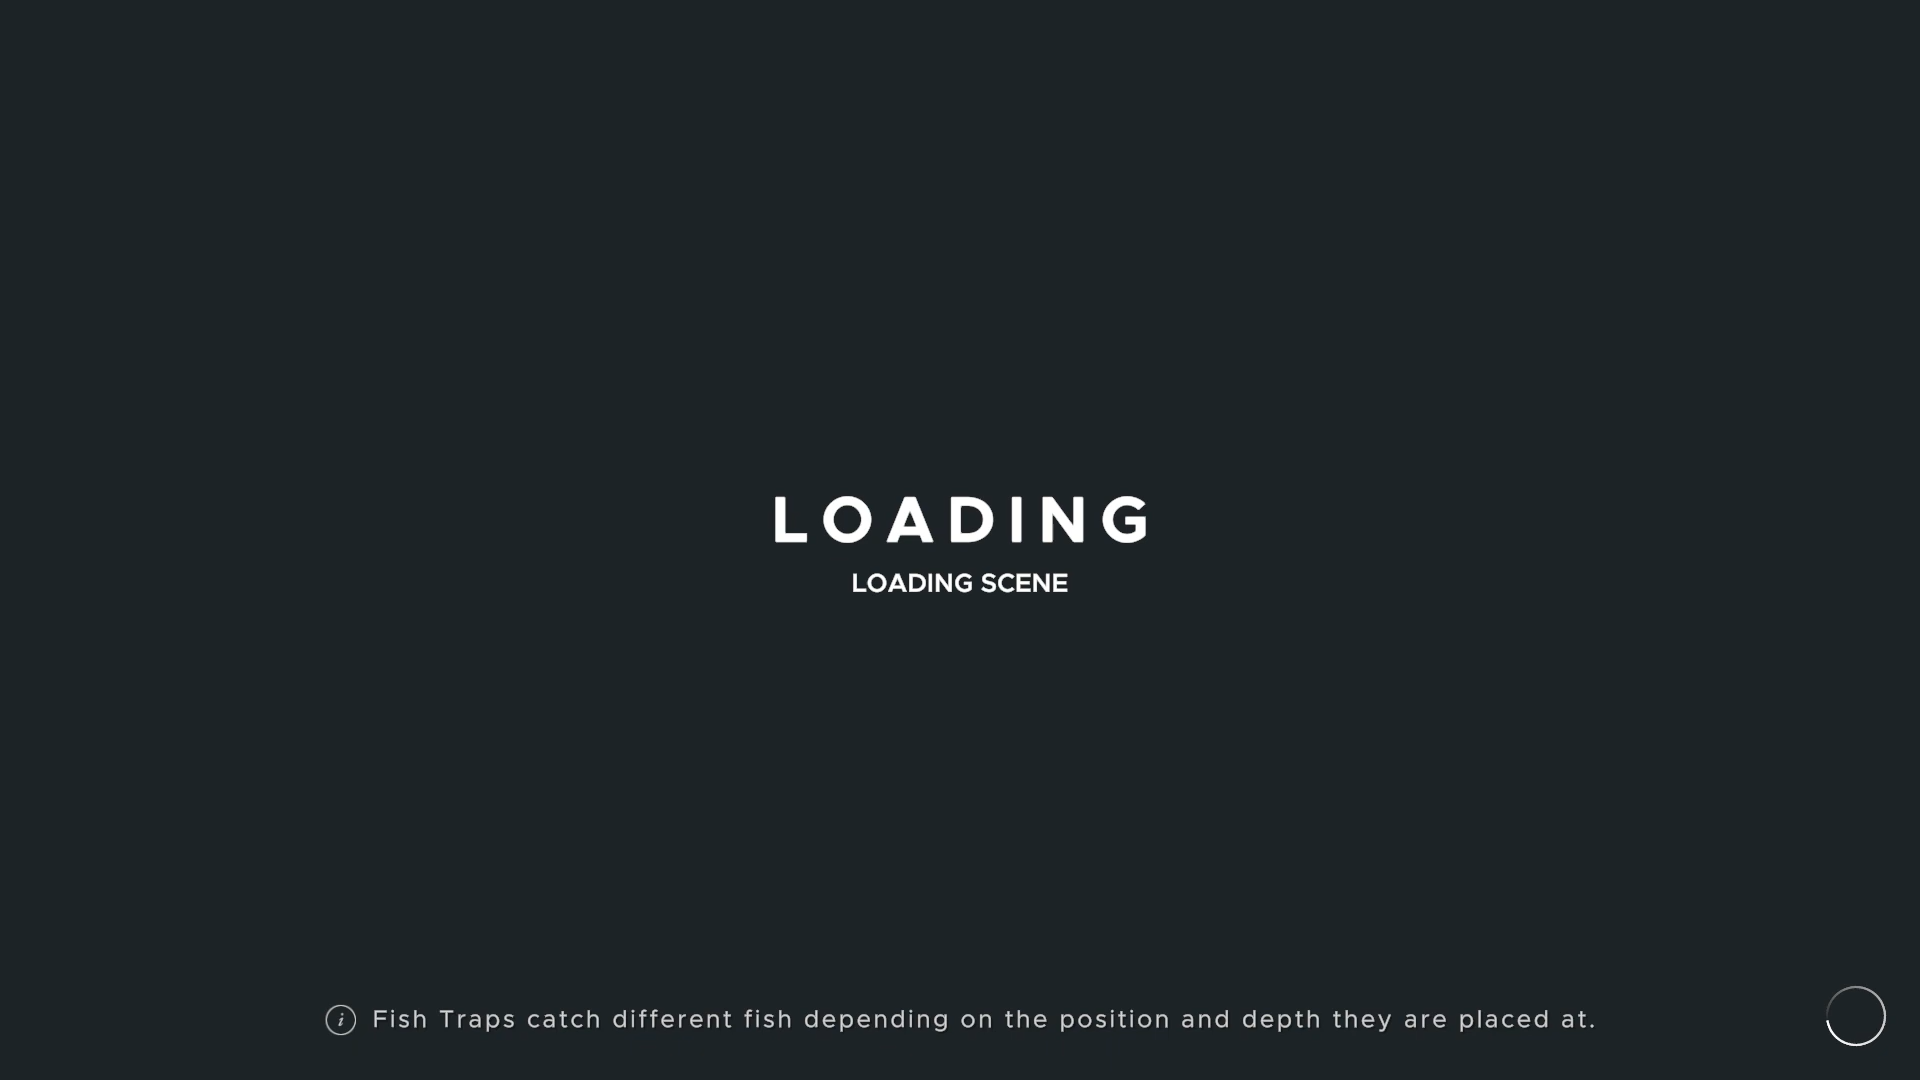 LOADING
LOADING SCENE
i Fish Traps catch different fish depending on the position and depth they are placed at.